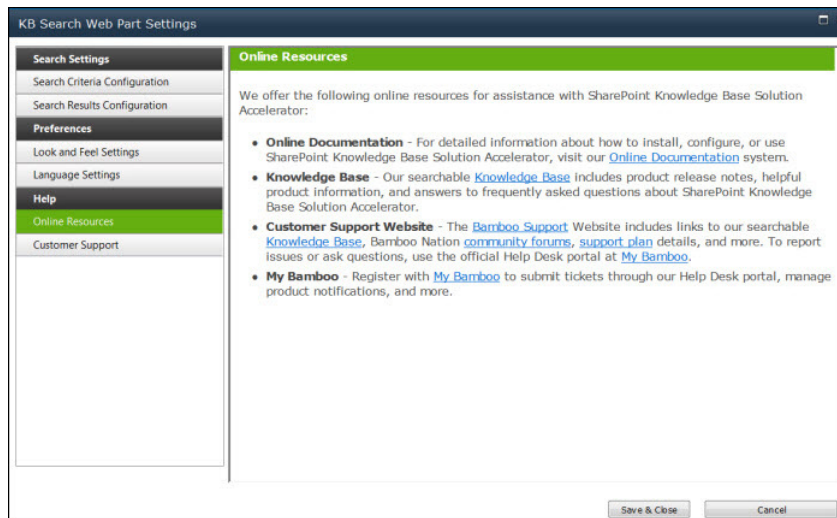 KB Search Web Part Settings
Search Settings
Search Criteria Configuration
Search Results Configuration
Preferences
Look and Feel Settings
Language Settings
Help
Online Resources
Customer Support
Online Resources
We offer the following online resources for assistance with SharePoint Knowledge Base Solution
Accelerator:
• Online Documentation - For detailed information about how to install, configure, or use
SharePoint Knowledge Base Solution Accelerator, visit our Online Documentation system.
• Knowledge Base - Our searchable Knowledge Base includes product release notes, helpful
product information, and answers to frequently asked questions about SharePoint Knowledge
Base Solution Accelerator.
• Customer Support Website - The Bamboo Support Website includes links to our searchable
Knowledge Base, Bamboo Nation community forums, support plan details, and more. To report
issues or ask questions, use the official Help Desk portal at My Bamboo.
• My Bamboo - Register with My Bamboo to submit tickets through our Help Desk portal, manage
product notifications, and more.
Save & Close
Cancel